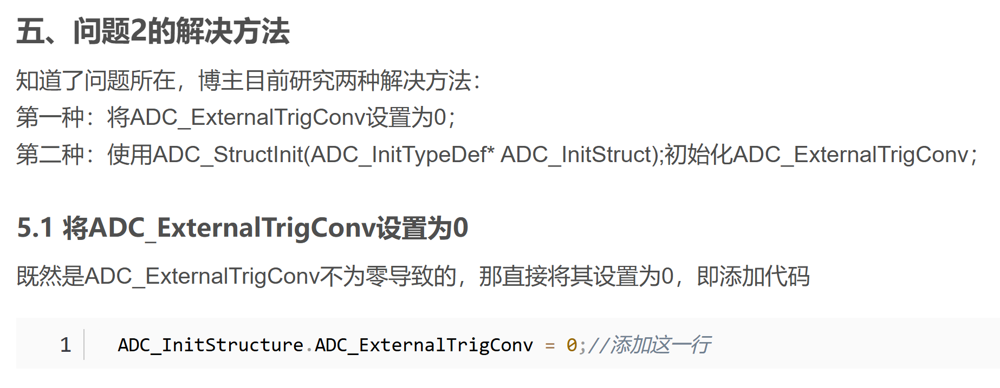 五、问题2的解决方法
知道了问题所在，博主目前研究两种解决方法：
第一种：将ADC_ExternalTrigConv设置为0；
第二种：使用ADC_StructInit(ADC_InitTypeDef* ADC_InitStruct);初始化ADC_ExternalTrigConv；
5.1 将ADC_ExternalTrigConv设置为0
既然是ADC_ExternalTrigConv不为零导致的，那直接将其设置为0，即添加代码
1 ADC_InitStructure.ADC_ExternalTrigConv = 0;//添加这一行